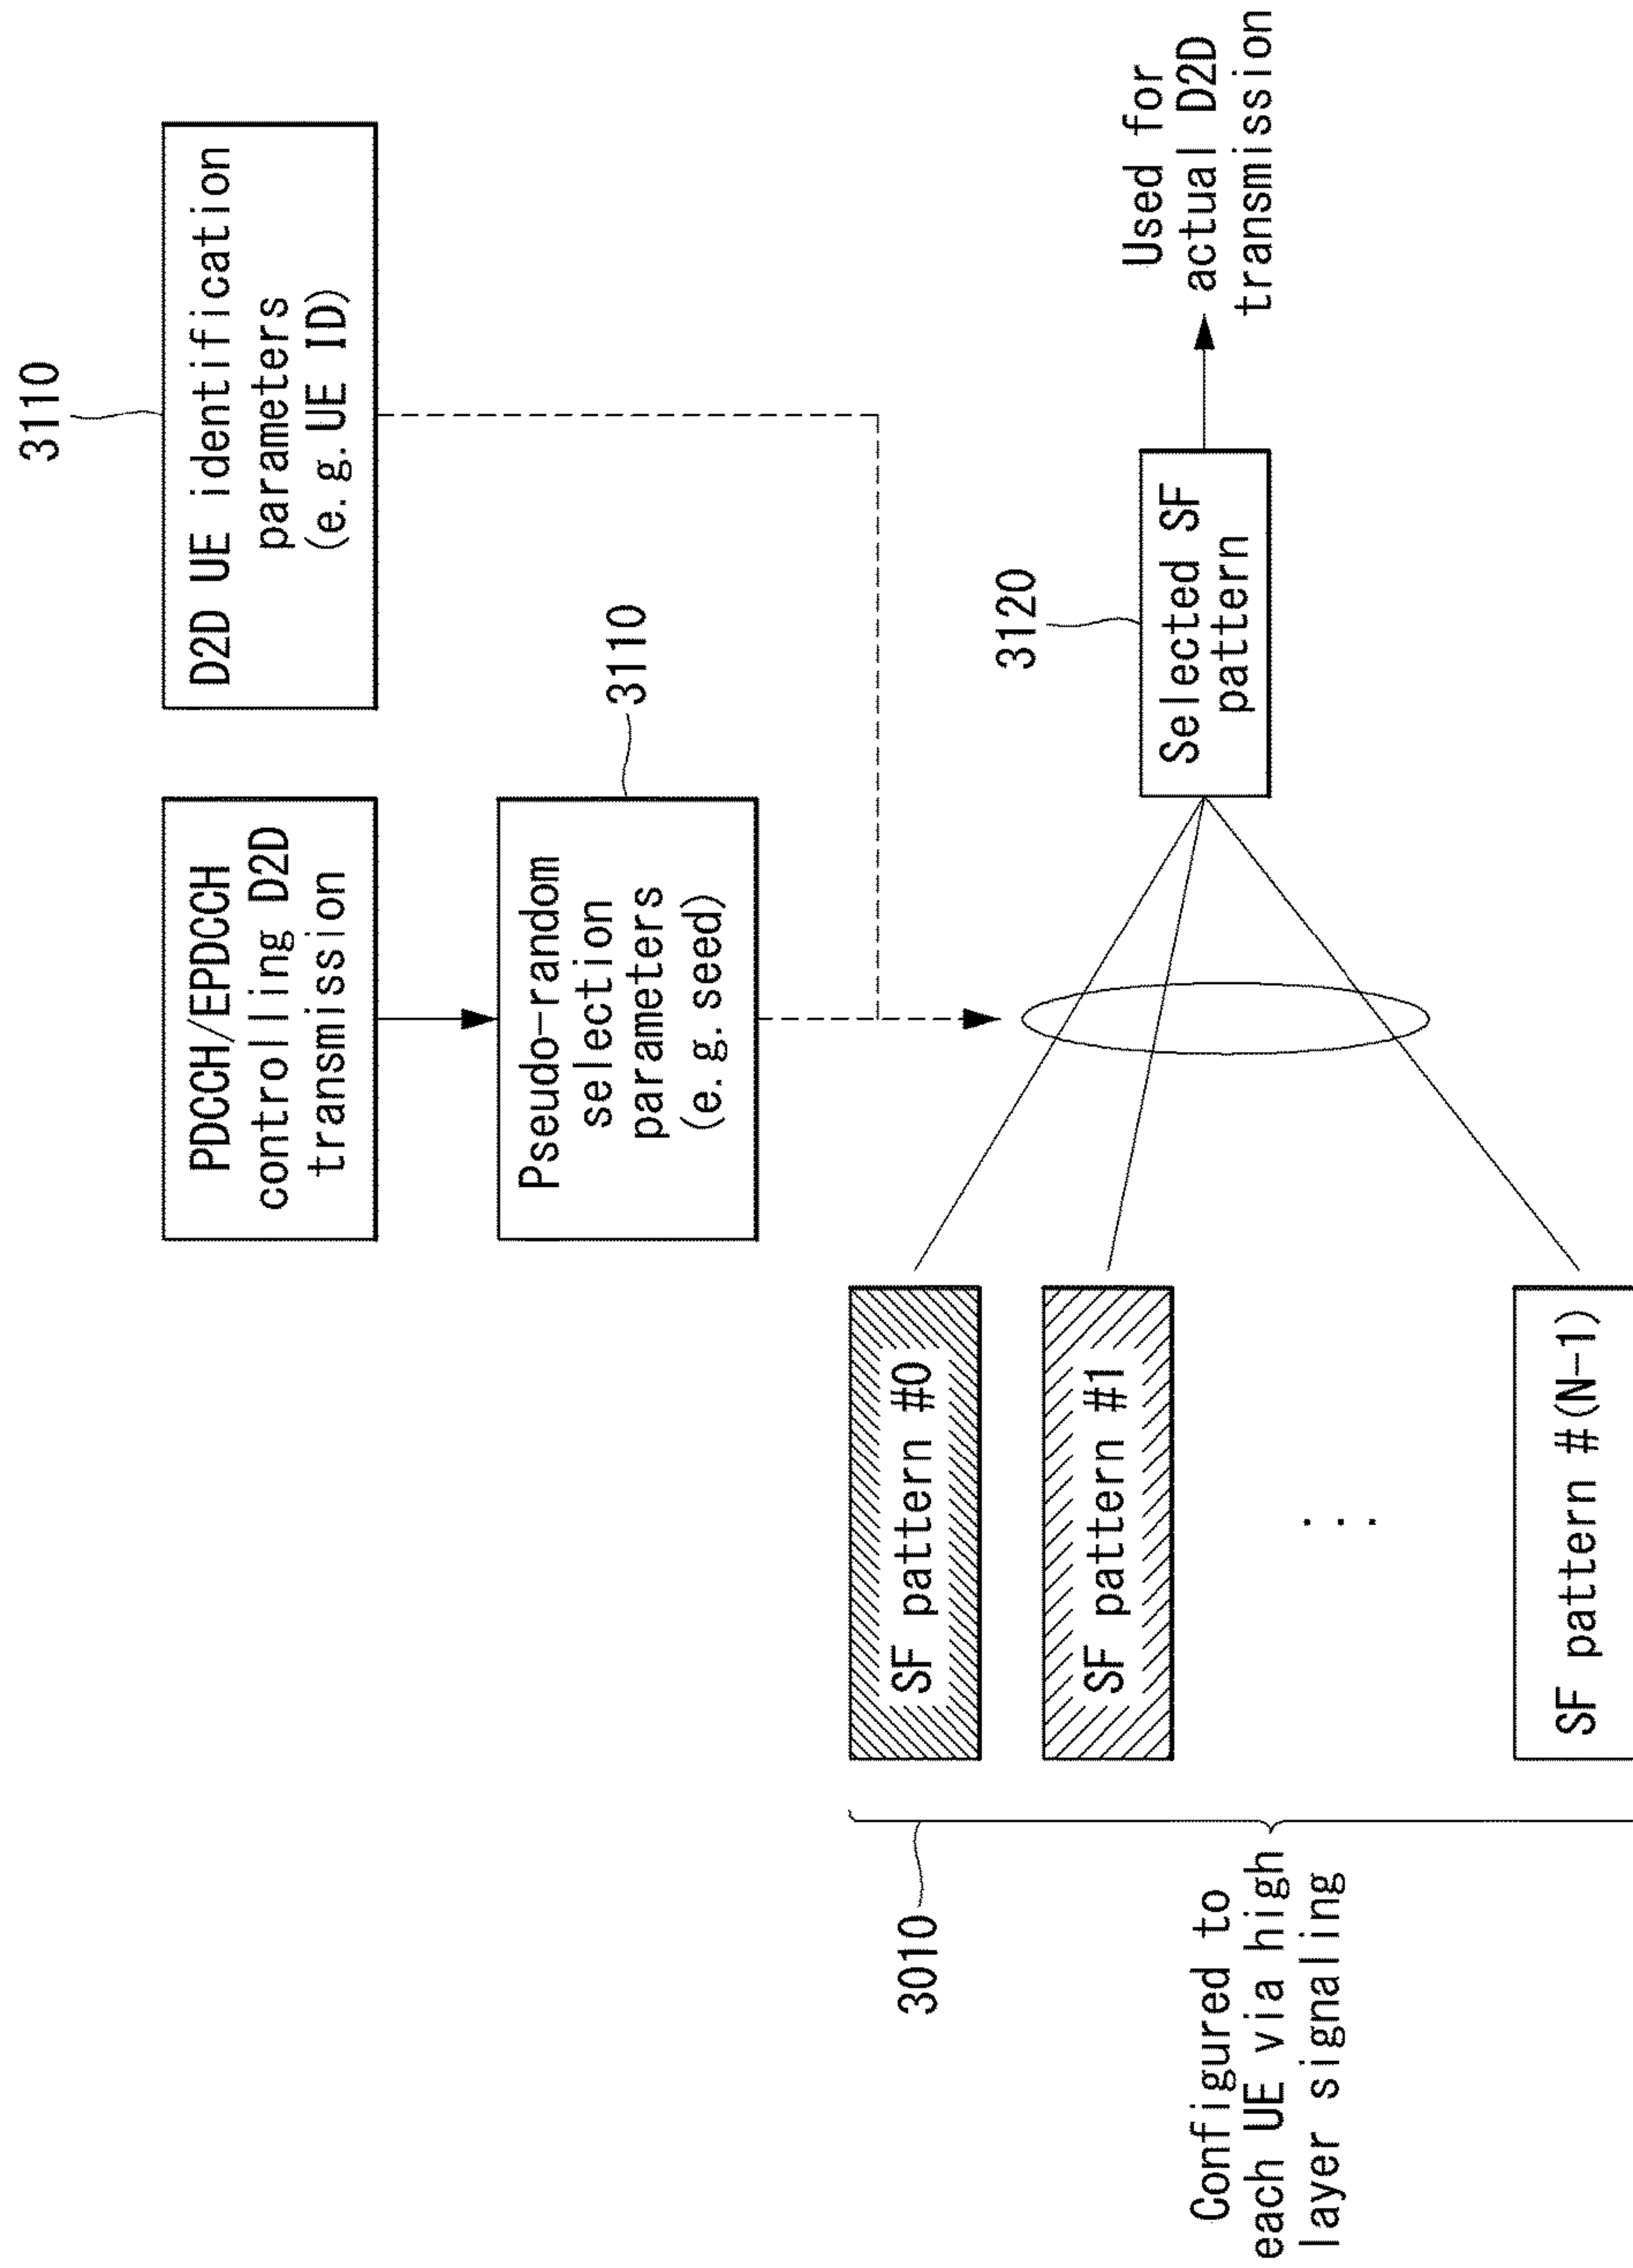 3110
PDCCH/EPDCCH
controlling D2D
transmission
D2D UE identification
parameters
(e.g. UE ID)
Pseudo-random
selection
parameters
(e.g. seed)
3110
3010
SF pattern #0
SF pattern #1
...
SF pattern #(N-1)
Configured to
each UE via high
layer signaling
3120
Selected SF
pattern
Used for
actual D2D
transmission